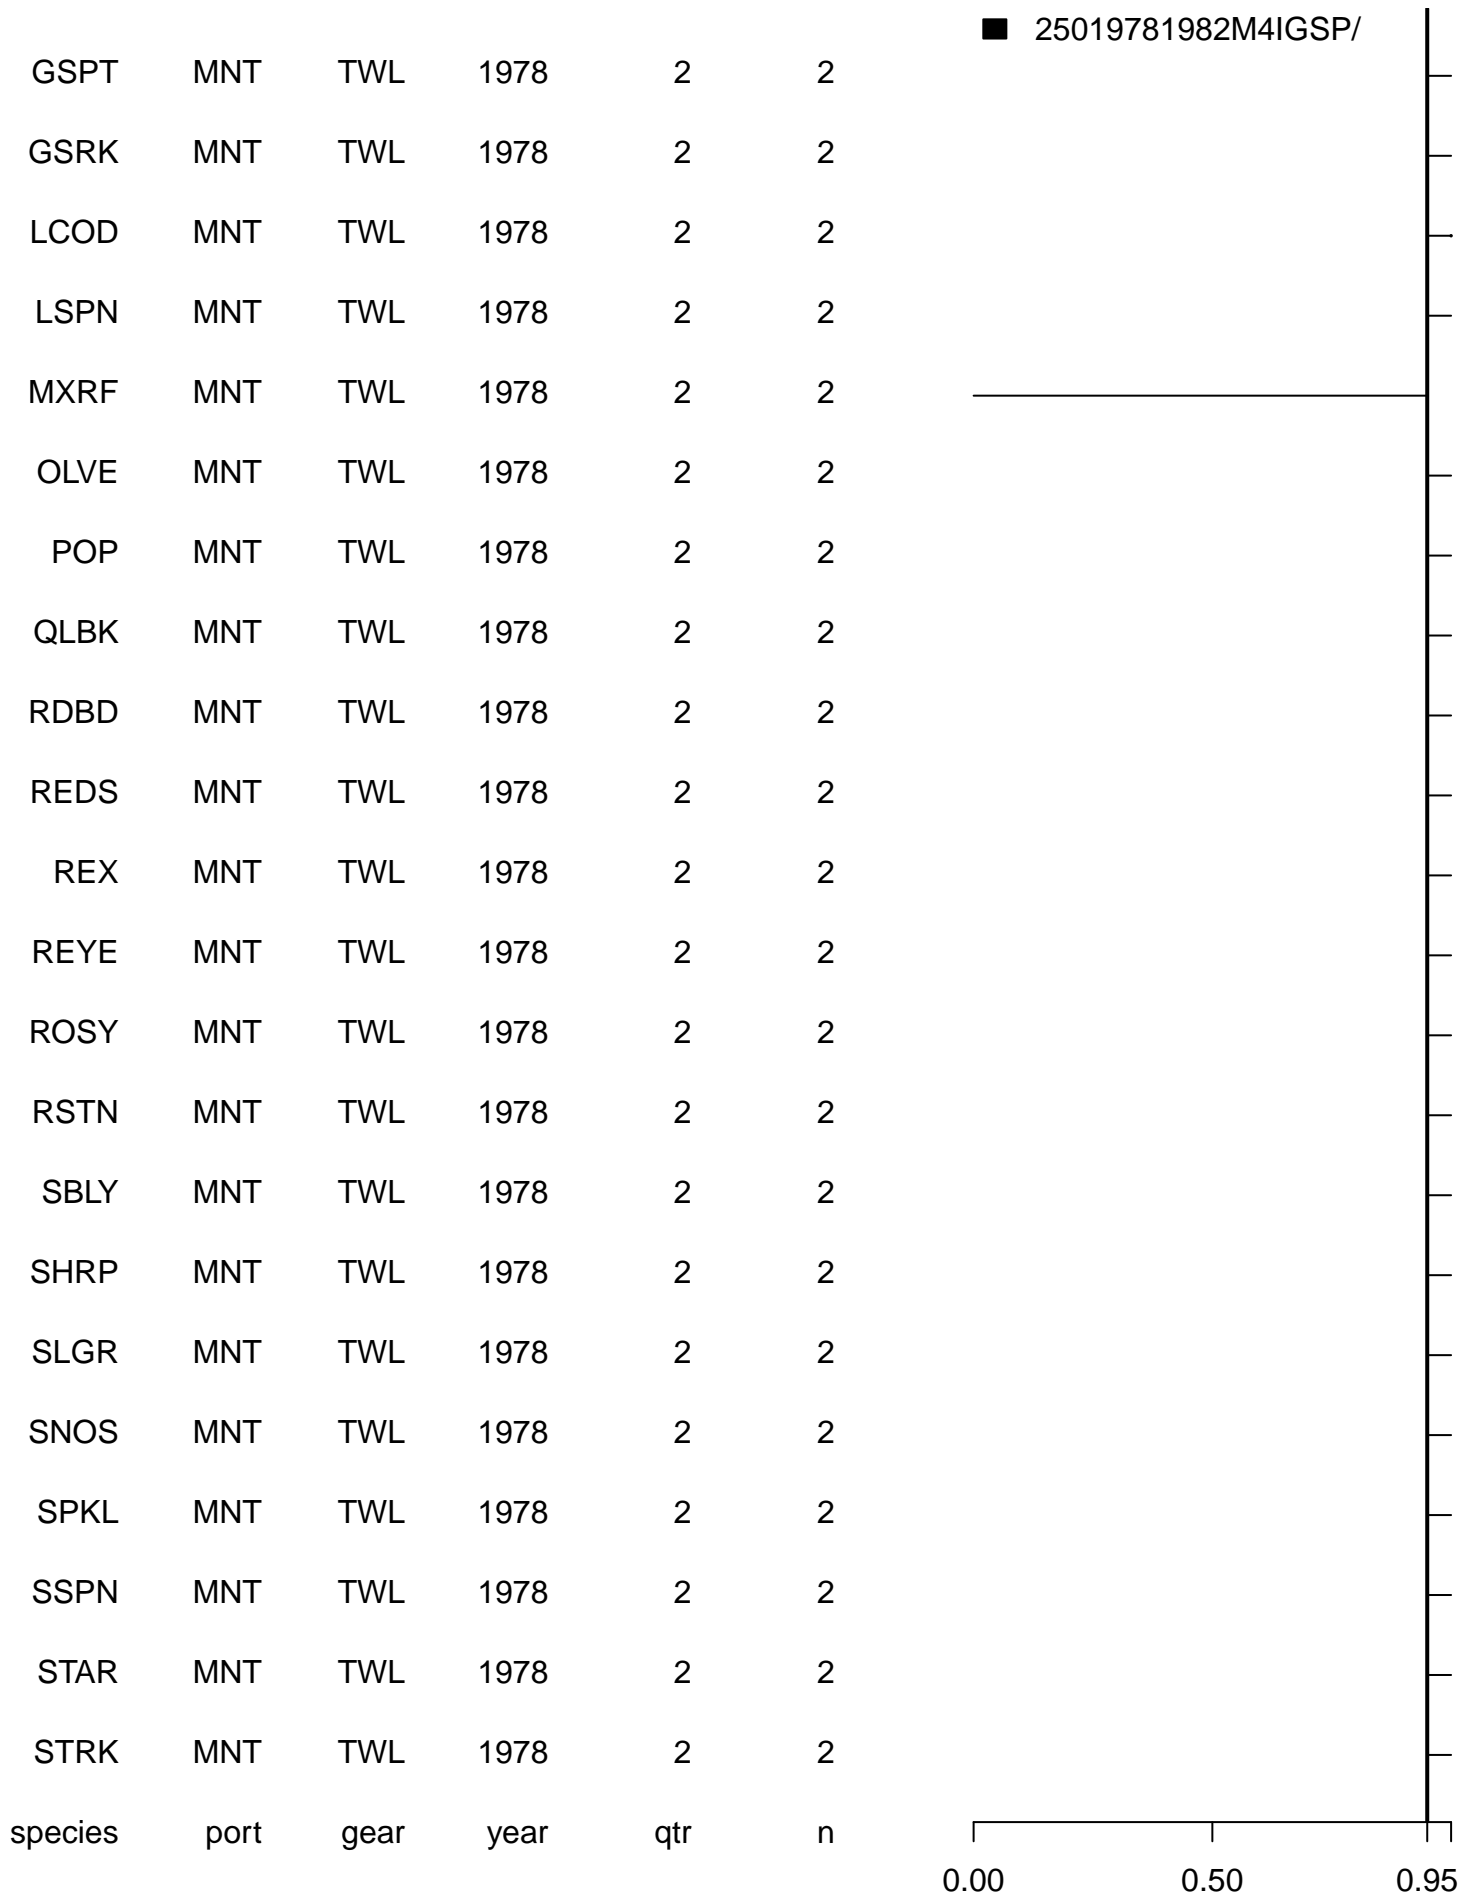 25019781982M4IGSP/
GSPT MNT TWL 1978 2 2
GSRK MNT TWL 1978 2 2
LCOD MNT TWL 1978 2 2
LSPN MNT TWL 1978 2 2
MXRF MNT TWL 1978 2 2
OLVE MNT TWL 1978 2 2
POP MNT TWL 1978 2 2
QLBK MNT TWL 1978 2 2
RDBD MNT TWL 1978 2 2
REDS MNT TWL 1978 2 2
REX MNT TWL 1978 2 2
REYE MNT TWL 1978 2 2
ROSY MNT TWL 1978 2 2
RSTN MNT TWL 1978 2 2
SBLY MNT TWL 1978 2 2
SHRP MNT TWL 1978 2 2
SLGR MNT TWL 1978 2 2
SNOS MNT TWL 1978 2 2
SPKL MNT TWL 1978 2 2
SSPN MNT TWL 1978 2 2
STAR MNT TWL 1978 2 2
STRK MNT TWL 1978 2 2
species port gear year qtr n
0.00 0.50 0.95